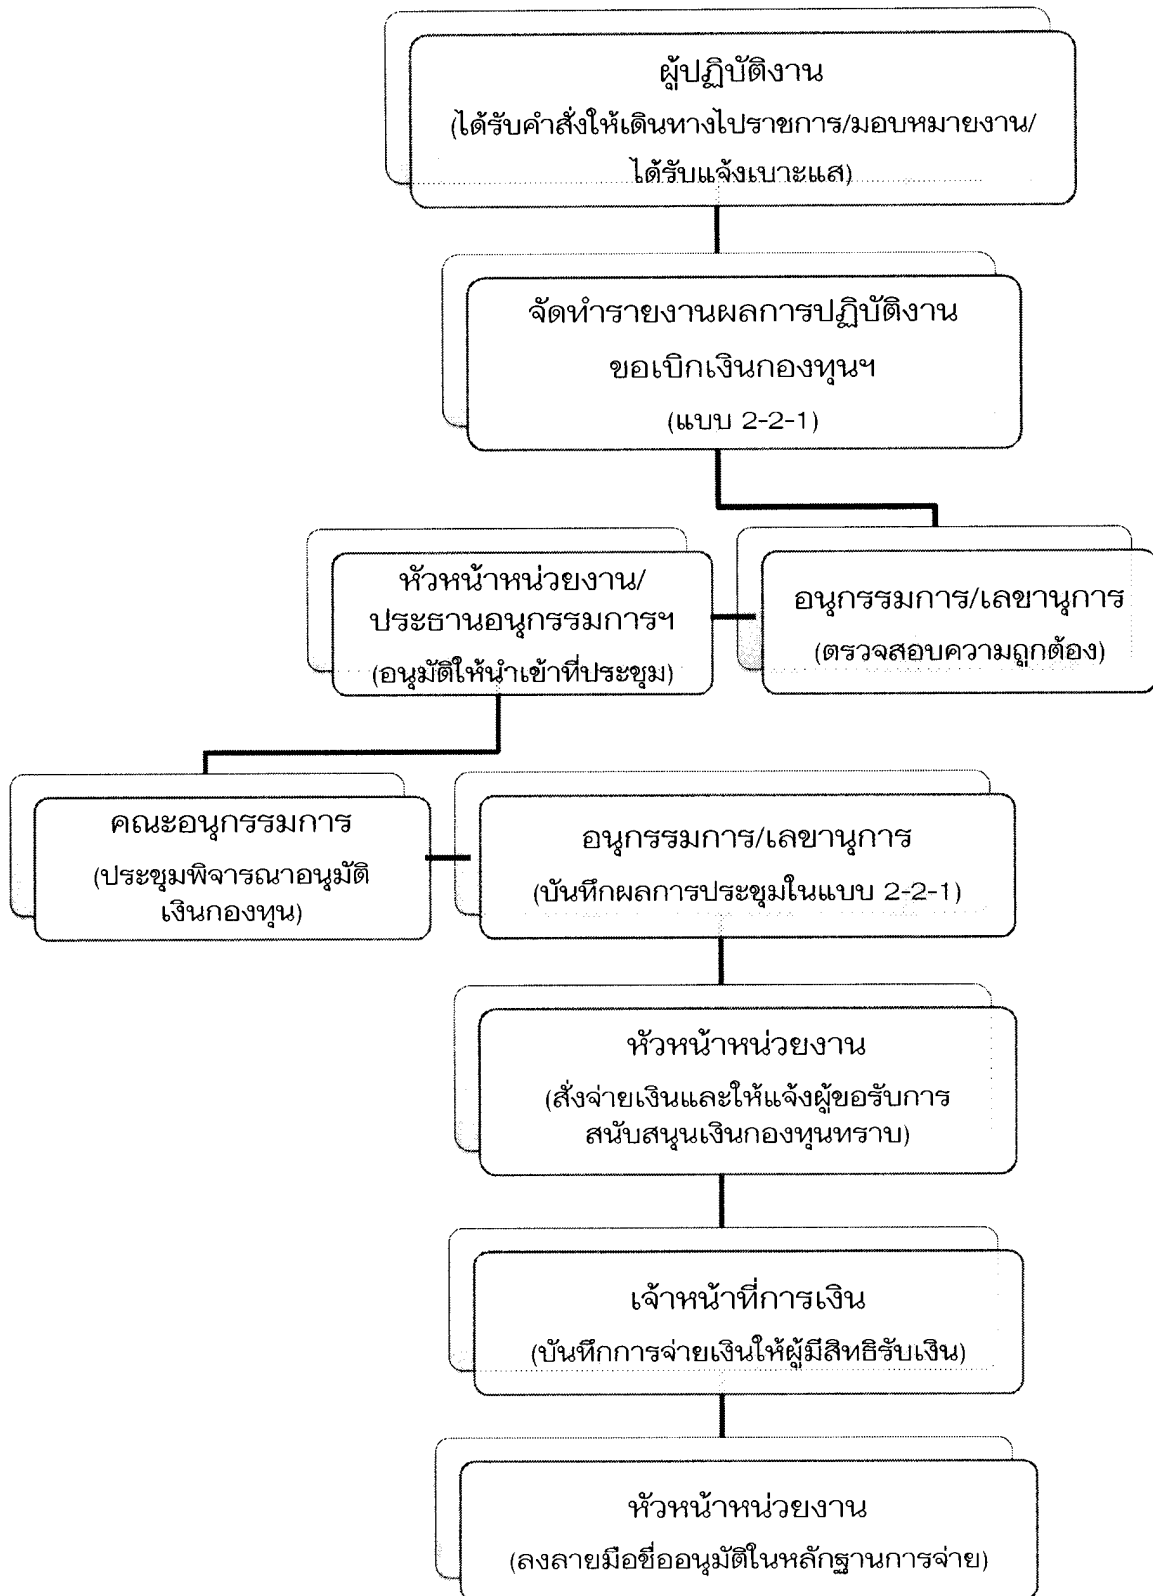 ผู้ปฏิบัติงาน
(ได้รับคำสั่งให้เดินทางไปราชการ/มอบหมายงาน/
ได้รับแจ้งเบาะแส)
จัดทำรายงานผลการปฏิบัติงาน
ขอเบิกเงินกองทุนฯ
(แบบ 2-2-1)
อนุกรรมการ/เลขานุการ
(ตรวจสอบความถูกต้อง)
หัวหน้าหน่วยงาน/
ประธานอนุกรรมการฯ
(อนุมัติให้นำเข้าที่ประชุม)
คณะอนุกรรมการ
(ประชุมพิจารณาอนุมัติ
เงินกองทุน)
อนุกรรมการ/เลขานุการ
(บันทึกผลการประชุมในแบบ 2-2-1)
หัวหน้าหน่วยงาน
(สั่งจ่ายเงินและให้แจ้งผู้ขอรับการ
สนับสนุนเงินกองทุนทราบ)
เจ้าหน้าที่การเงิน
(บันทึกการจ่ายเงินให้ผู้มีสิทธิรับเงิน)
หัวหน้าหน่วยงาน
(ลงลายมือชื่ออนุมัติในหลักฐานการจ่าย)